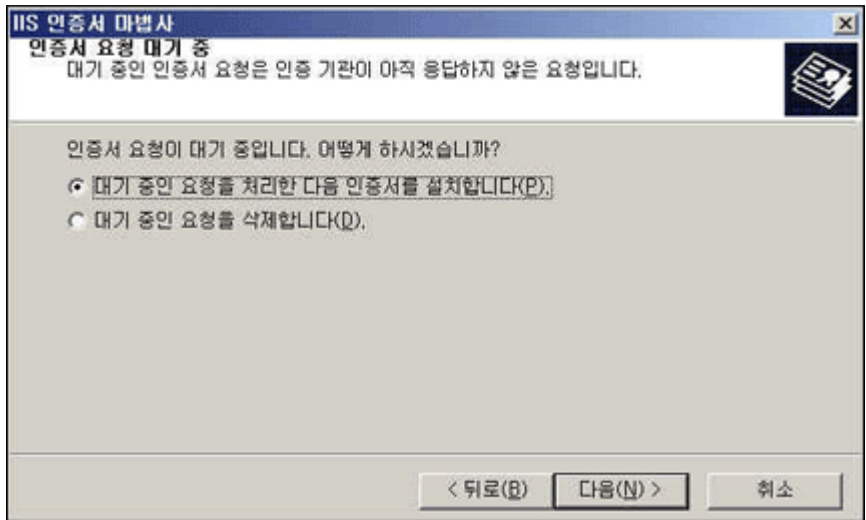 IIS 인증서 마법사
인증서 요청 대기 중
대기 중인 인증서 요청은 인증 기관이 아직 응답하지 않은 요청입니다.
인증서 요청이 대기 중입니다. 어떻게 하시겠습니까?
대기 중인 요청을 처리한 다음 인증서를 설치합니다(P).
대기 중인 요청을 삭제합니다(D).
< 뒤로(B) 다음(N) > 취소